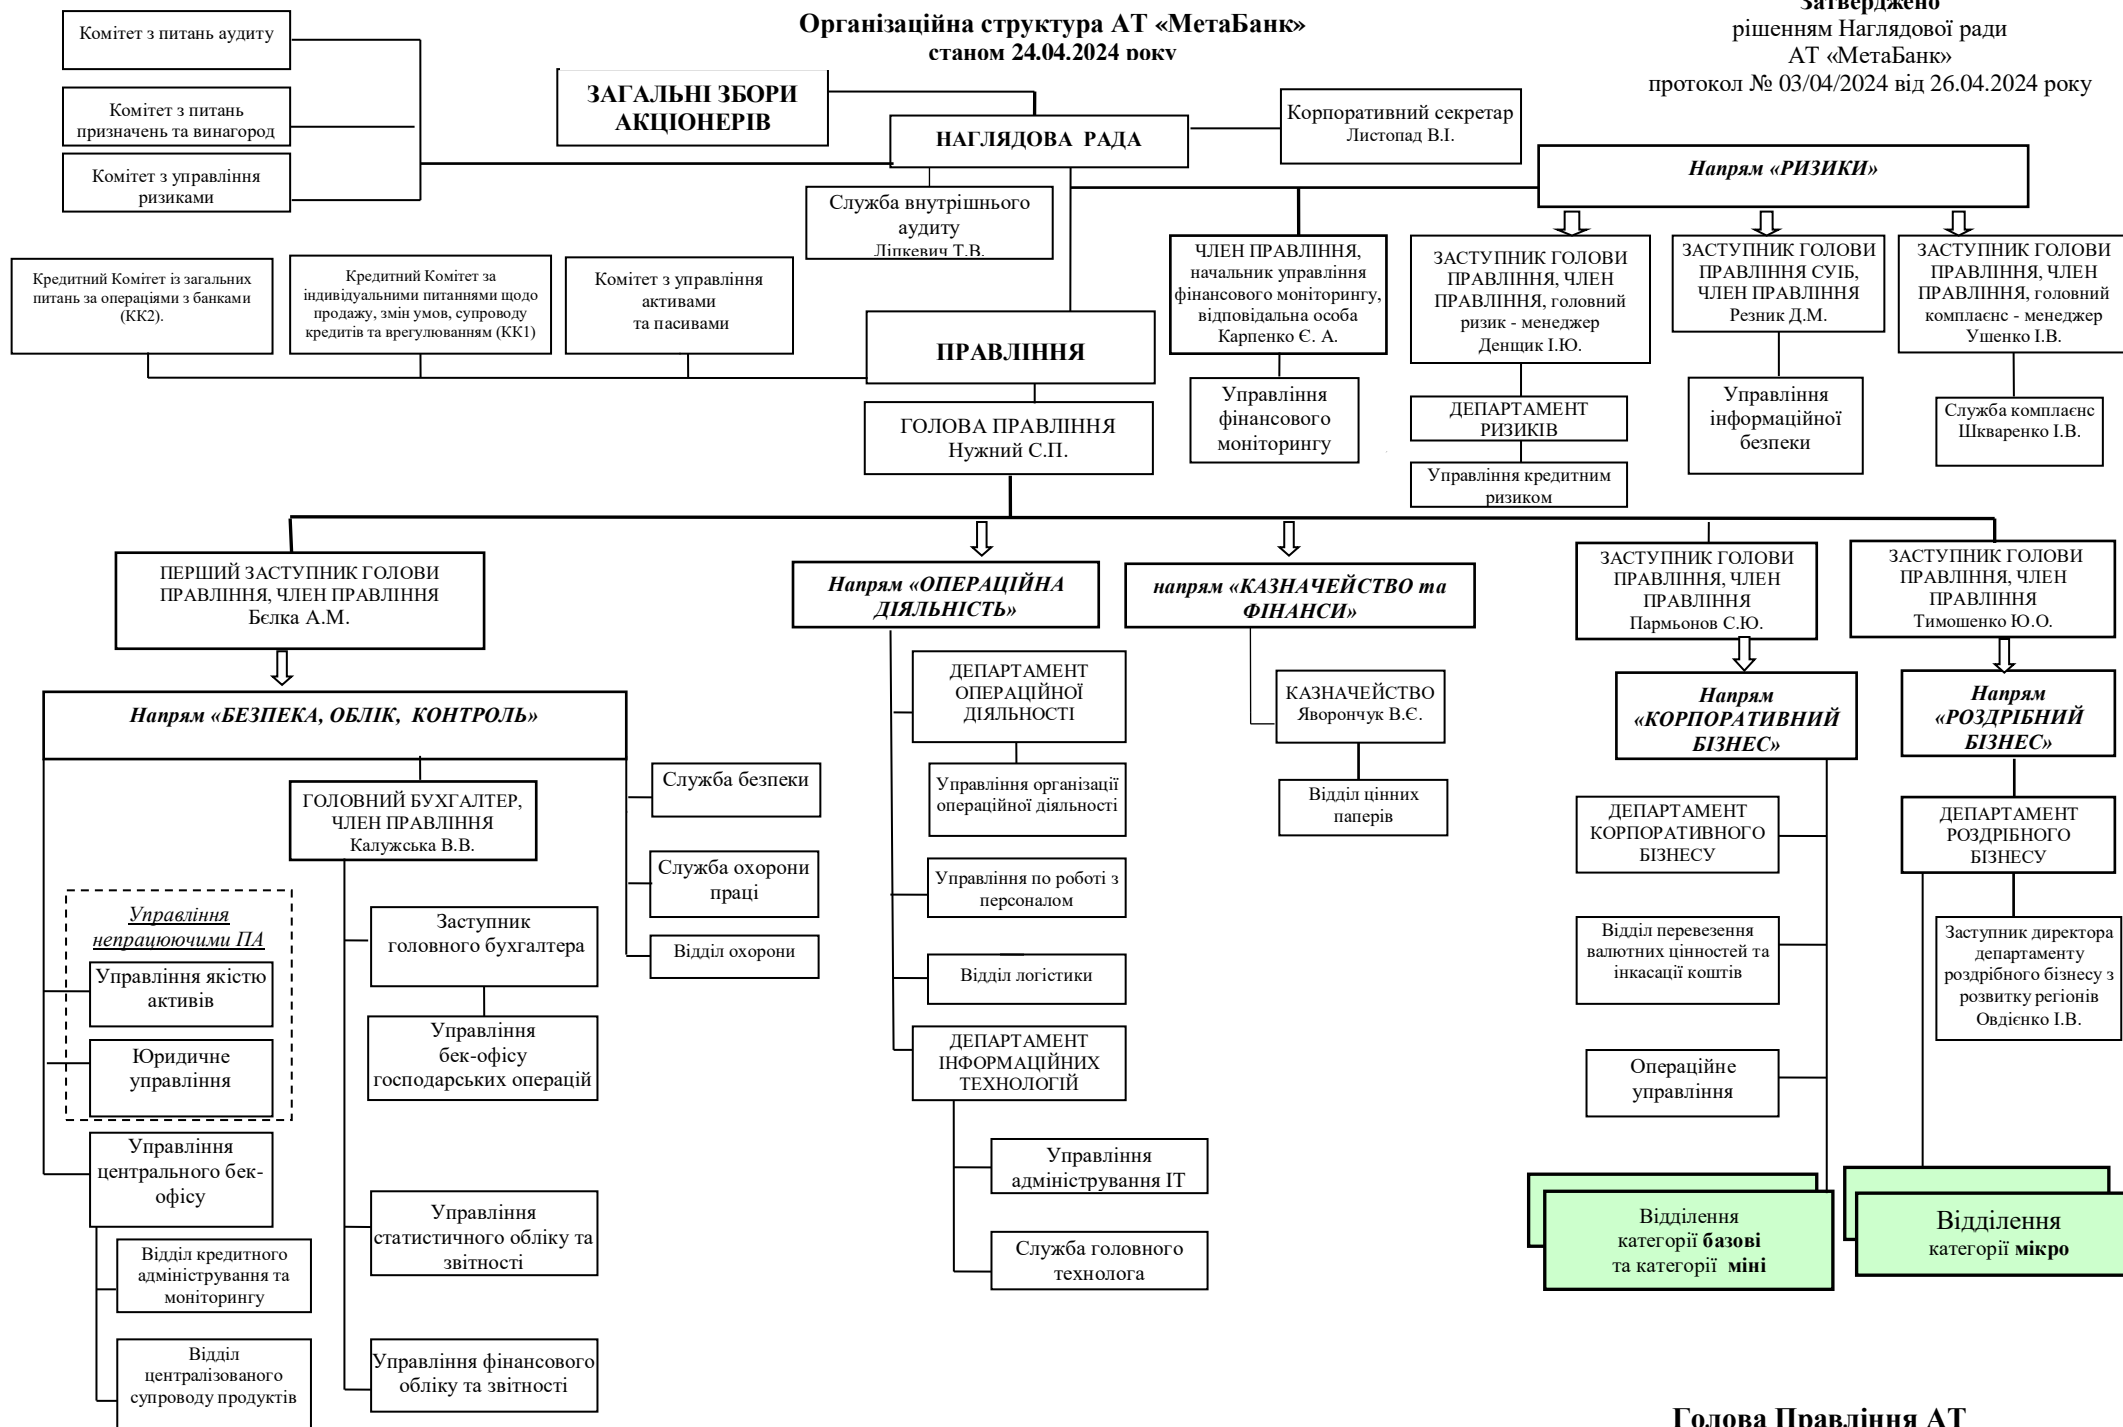 Організаційна структура АТ «МетаБанк»
станом 24.04.2024 року
Затверджено
рішенням Наглядової ради
АТ «МетаБанк»
протокол № 03/04/2024 від 26.04.2024 року
Комітет з питань аудиту
Комітет з питань
призначень та винагород
Комітет з управління
ризиками
ЗАГАЛЬНІ ЗБОРИ
АКЦІОНЕРІВ
НАГЛЯДОВА РАДА
Корпоративний секретар
Листопад В.І.
Служба внутрішнього
аудиту
Ліпкевич Т.В.
Напрям «РИЗИКИ»
Кредитний Комітет із загальних
питань за операціями з банками
(КК2).
Кредитний Комітет за
індивідуальними питаннями щодо
продажу, змін умов, супроводу
кредитів та врегулюванням (КК1)
Комітет з управління
активами
та пасивами
ПРАВЛІННЯ
ГОЛОВА ПРАВЛІННЯ
Нужний С.П.
ЧЛЕН ПРАВЛІННЯ,
начальник управління
фінансового моніторингу,
відповідальна особа
Карпенко Є. А.
Управління
фінансового
моніторингу
ЗАСТУПНИК ГОЛОВИ
ПРАВЛІННЯ, ЧЛЕН
ПРАВЛІННЯ, головний
ризик - менеджер
Денщик І.Ю.
ДЕПАРТАМЕНТ
РИЗИКІВ
Управління кредитним
ризиком
ЗАСТУПНИК ГОЛОВИ
ПРАВЛІННЯ СУІБ,
ЧЛЕН ПРАВЛІННЯ
Резник Д.М.
Управління
інформаційної
безпеки
ЗАСТУПНИК ГОЛОВИ
ПРАВЛІННЯ, ЧЛЕН
ПРАВЛІННЯ, головний
комплаєнс - менеджер
Ушенко І.В.
Служба комплаєнс
Шкваренко І.В.
ПЕРШИЙ ЗАСТУПНИК ГОЛОВИ
ПРАВЛІННЯ, ЧЛЕН ПРАВЛІННЯ
Бєлка А.М.
Напрям «БЕЗПЕКА, ОБЛІК, КОНТРОЛЬ»
ГОЛОВНИЙ БУХГАЛТЕР,
ЧЛЕН ПРАВЛІННЯ
Калужська В.В.
Служба безпеки
Служба охорони
праці
Відділ охорони
Управління
непрацюючими ПА
Управління якістю
активів
Юридичне
управління
Управління
центрального бек-
офісу
Відділ кредитного
адміністрування та
моніторингу
Відділ
централізованого
супроводу продуктів
Заступник
головного бухгалтера
Управління
бек-офісу
господарських операцій
Управління
статистичного обліку та
звітності
Управління фінансового
обліку та звітності
Напрям «ОПЕРАЦІЙНА
ДІЯЛЬНІСТЬ»
ДЕПАРТАМЕНТ
ОПЕРАЦІЙНОЇ
ДІЯЛЬНОСТІ
Управління організації
операційної діяльності
Управління по роботі з
персоналом
Відділ логістики
ДЕПАРТАМЕНТ
ІНФОРМАЦІЙНИХ
ТЕХНОЛОГІЙ
Управління
адміністрування ІТ
Служба головного
технолога
напрям «КАЗНАЧЕЙСТВО та
ФІНАНСИ»
КАЗНАЧЕЙСТВО
Яворончук В.Є.
Відділ цінних
паперів
ЗАСТУПНИК ГОЛОВИ
ПРАВЛІННЯ, ЧЛЕН
ПРАВЛІННЯ
Пармьонов С.Ю.
Напрям
«КОРПОРАТИВНИЙ
БІЗНЕС»
ДЕПАРТАМЕНТ
КОРПОРАТИВНОГО
БІЗНЕСУ
Відділ перевезення
валютних цінностей та
інкасації коштів
Операційне
управління
Відділення
категорії базові
та категорії міні
ЗАСТУПНИК ГОЛОВИ
ПРАВЛІННЯ, ЧЛЕН
ПРАВЛІННЯ
Тимошенко Ю.О.
Напрям
«РОЗДРІБНИЙ
БІЗНЕС»
ДЕПАРТАМЕНТ
РОЗДРІБНОГО
БІЗНЕСУ
Заступник директора
департаменту
роздрібного бізнесу з
розвитку регіонів
Овдієнко І.В.
Відділення
категорії мікро
Голова Правління АТ